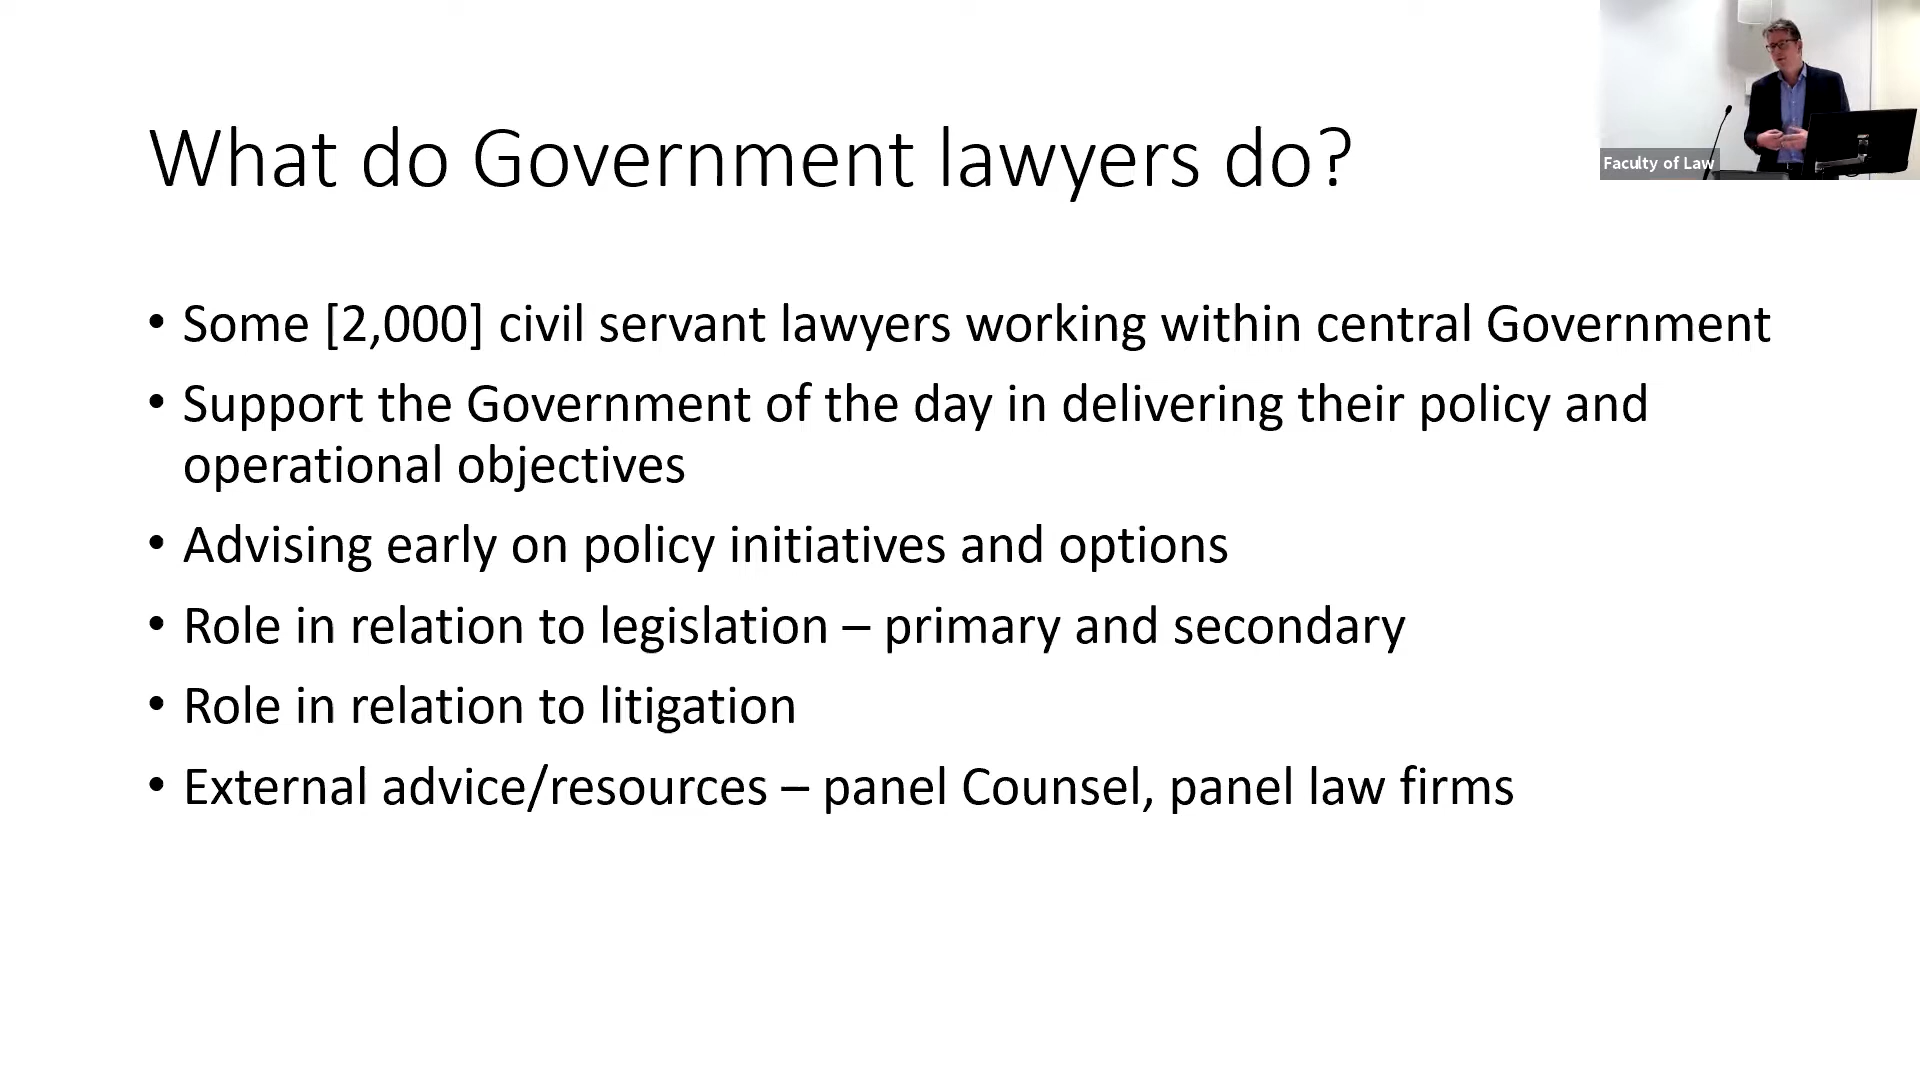 What do Government lawyers do?
Faculty of Law
• Some [2,000] civil servant lawyers working within central Government
• Support the Government of the day in delivering their policy and
operational objectives
• Advising early on policy initiatives and options
• Role in relation to legislation – primary and secondary
• Role in relation to litigation
• External advice/resources – panel Counsel, panel law firms